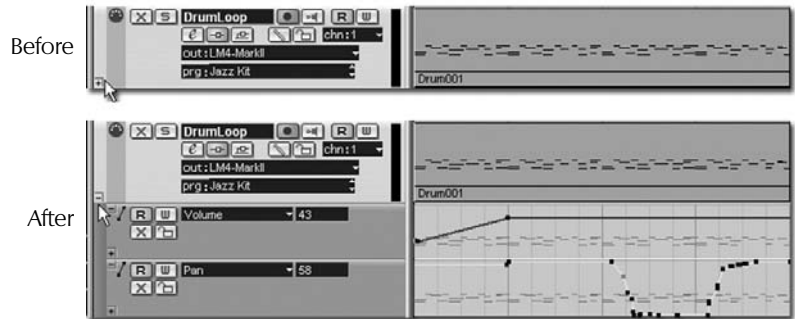 Before
X S DrumLoop R W
e chn:1
out:LM4-MarkII
prg:Jazz Kit
+
Drum001
After
X S DrumLoop R W
e chn:1
out:LM4-MarkII
prg:Jazz Kit
-
Drum001
R W Volume 43
X
+
R W Pan 58
X
+